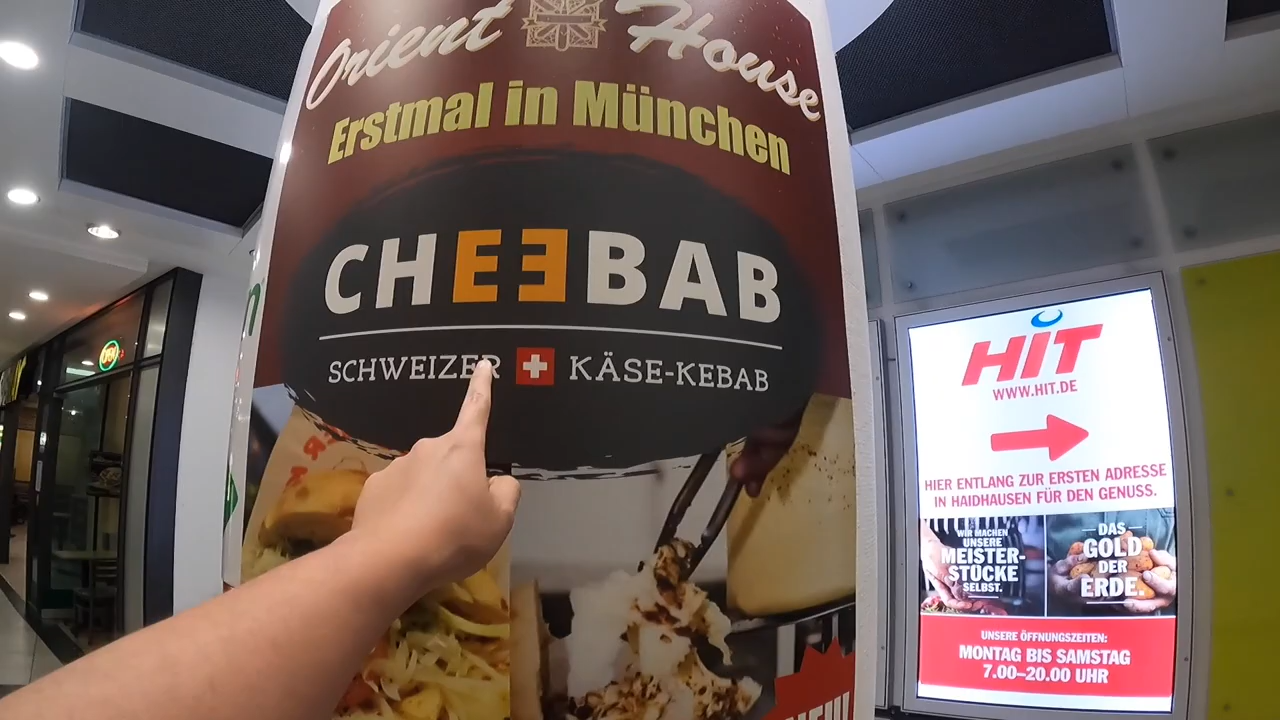 Orient House
Erstmal in München
CHEEBAB
SCHWEIZER KÄSE-KEBAB
HIT
WWW.HIT.DE
HIER ENTLANG ZUR ERSTEN ADRESSE
IN HAIDHAUSEN FÜR DEN GENUSS.
WIR MACHEN
UNSERE
MEISTER-
STÜCKE
SELBST.
DAS
GOLD
DER
ERDE.
UNSERE ÖFFNUNGSZEITEN:
MONTAG BIS SAMSTAG
7.00–20.00 UHR